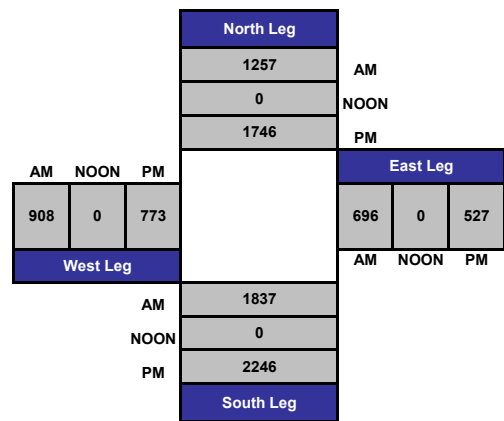 North Leg
1257 AM
0 NOON
1746 PM
AM NOON PM
East Leg
908 0 773
696 0 527
West Leg
AM NOON PM
AM 1837
NOON 0
PM 2246
South Leg